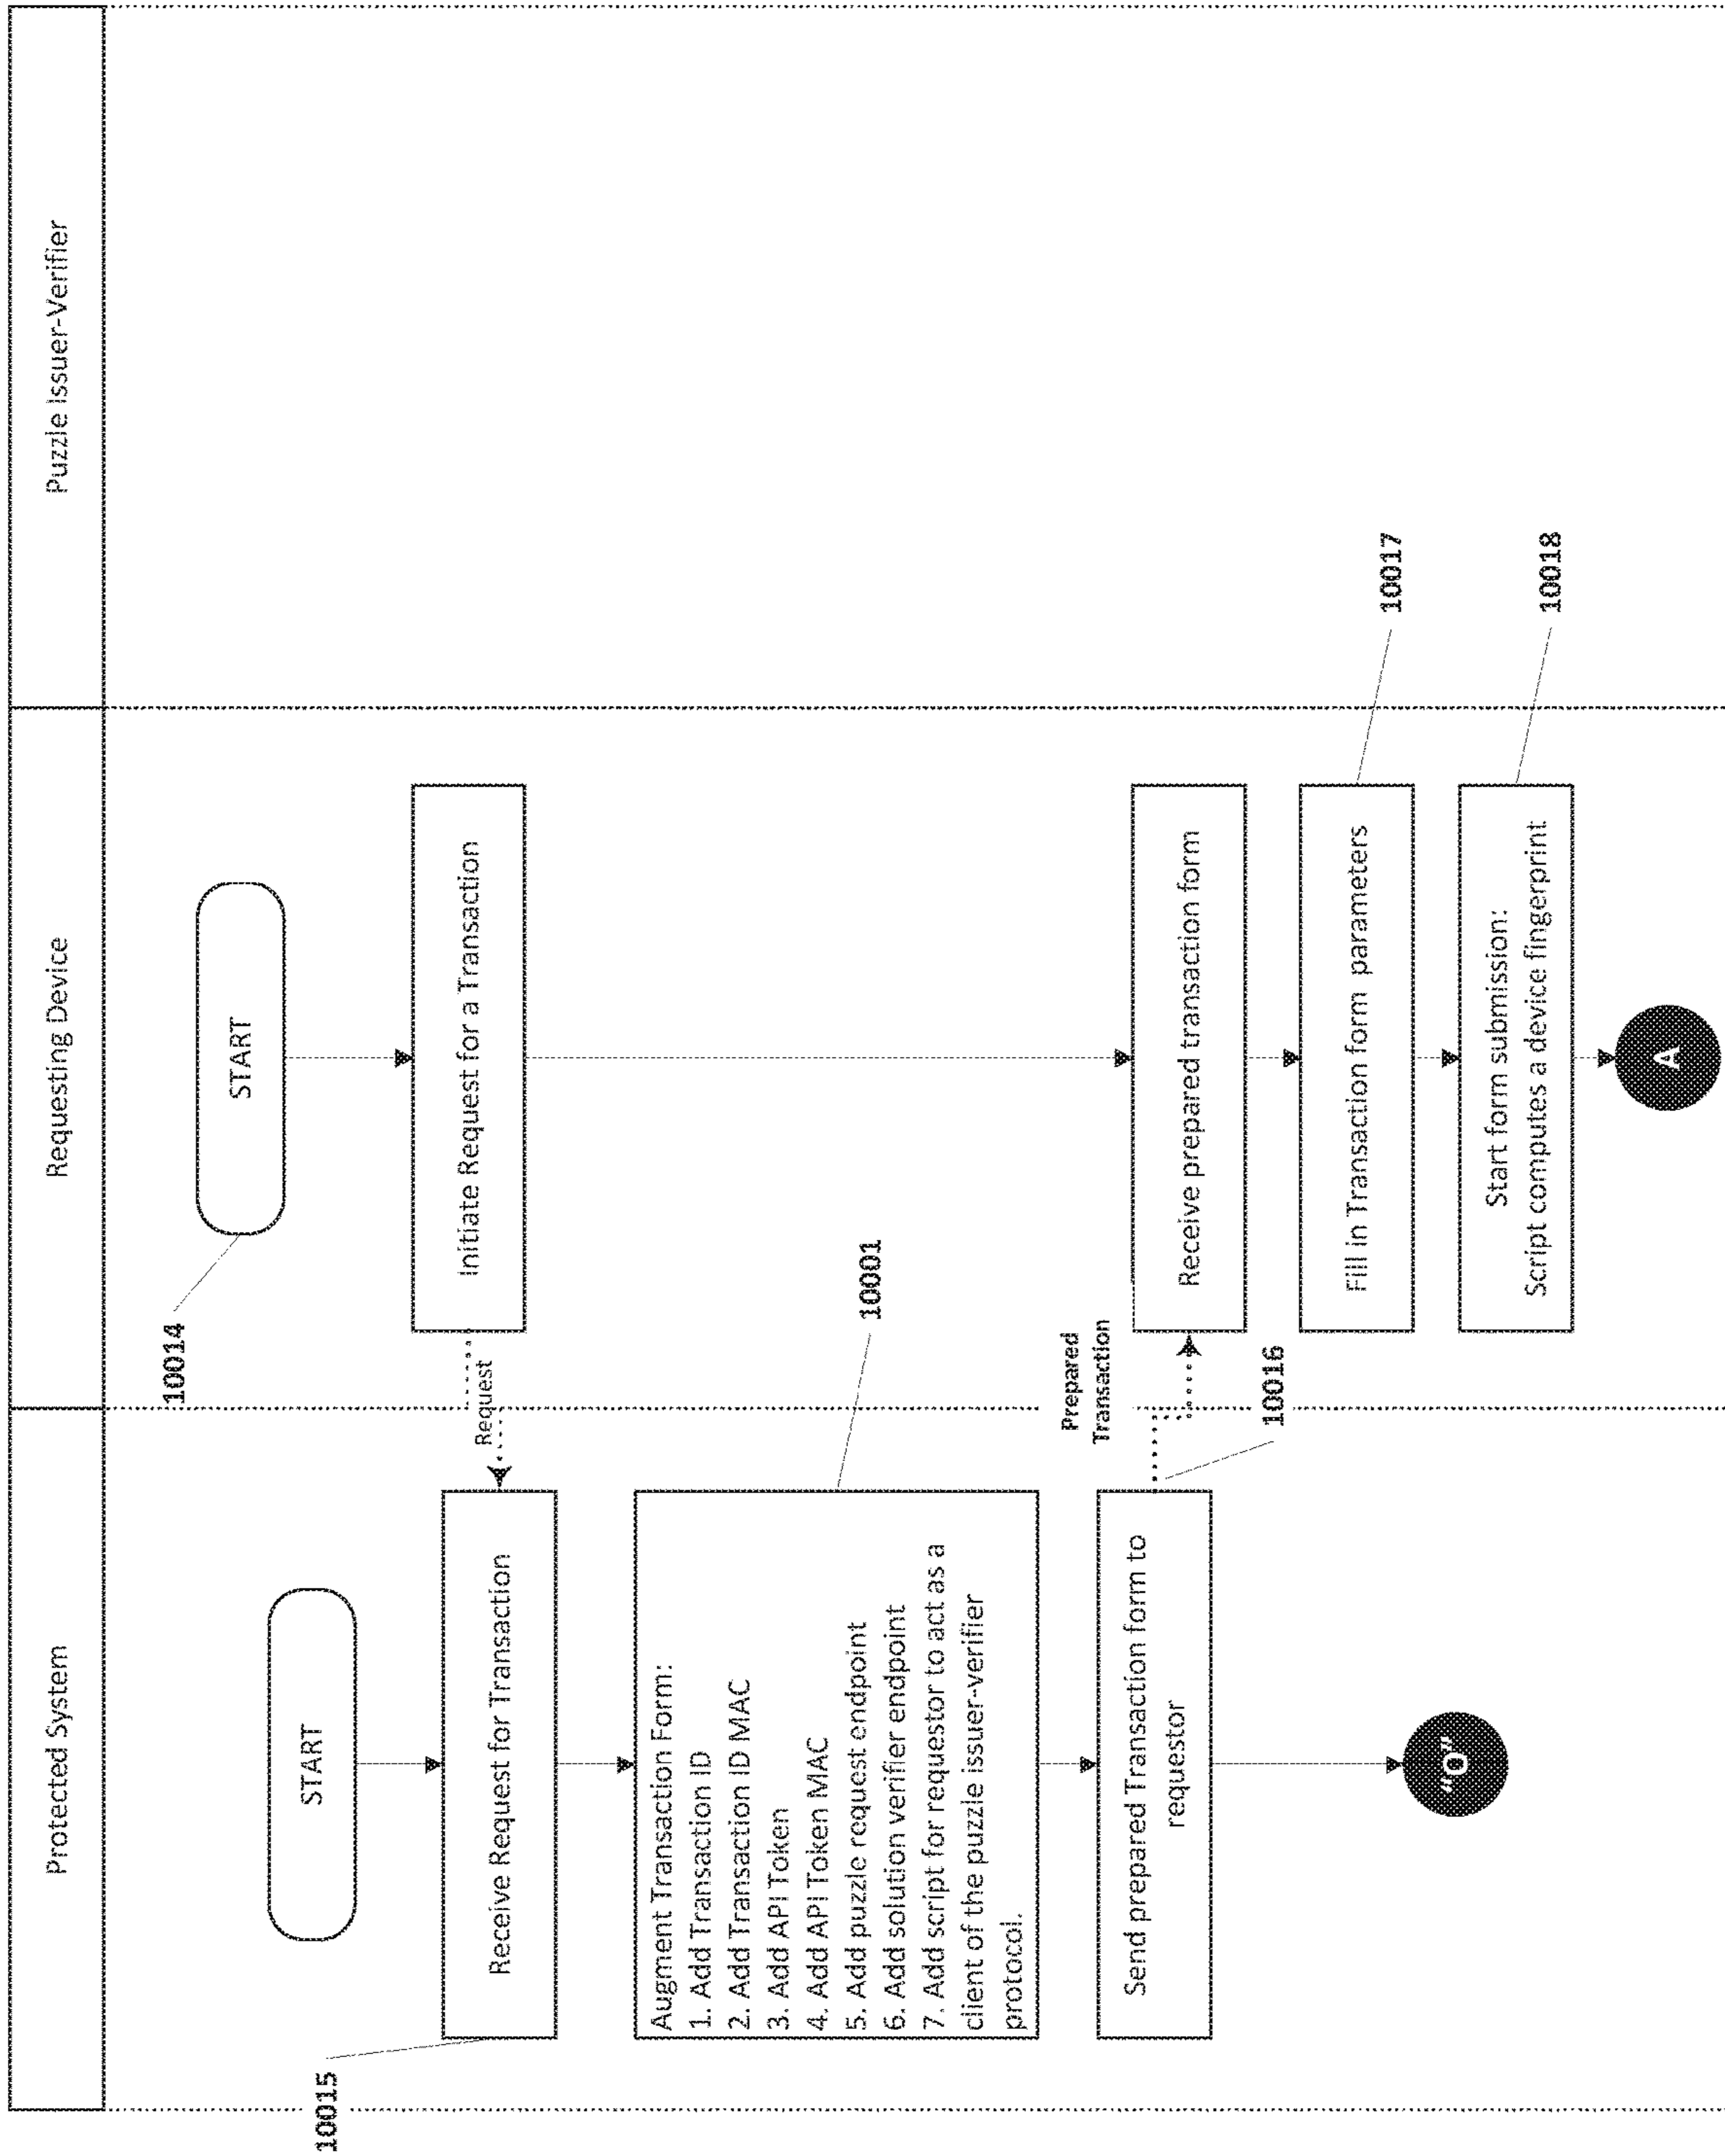 Protected System
Requesting Device
Puzzle Issuer-Verifier
10015
START
Receive Request for Transaction
Augment Transaction Form:
1. Add Transaction ID
2. Add Transaction ID MAC
3. Add API Token
4. Add API Token MAC
5. Add puzzle request endpoint
6. Add solution verifier endpoint
7. Add script for requestor to act as a
client of the puzzle issuer-verifier
protocol.
10001
Send prepared Transaction form to
requestor
10016
"O"
10014
START
Initiate Request for a Transaction
Request
Prepared
Transaction
Receive prepared transaction form
Fill in Transaction form parameters
10017
Start form submission:
Script computes a device fingerprint
10018
A